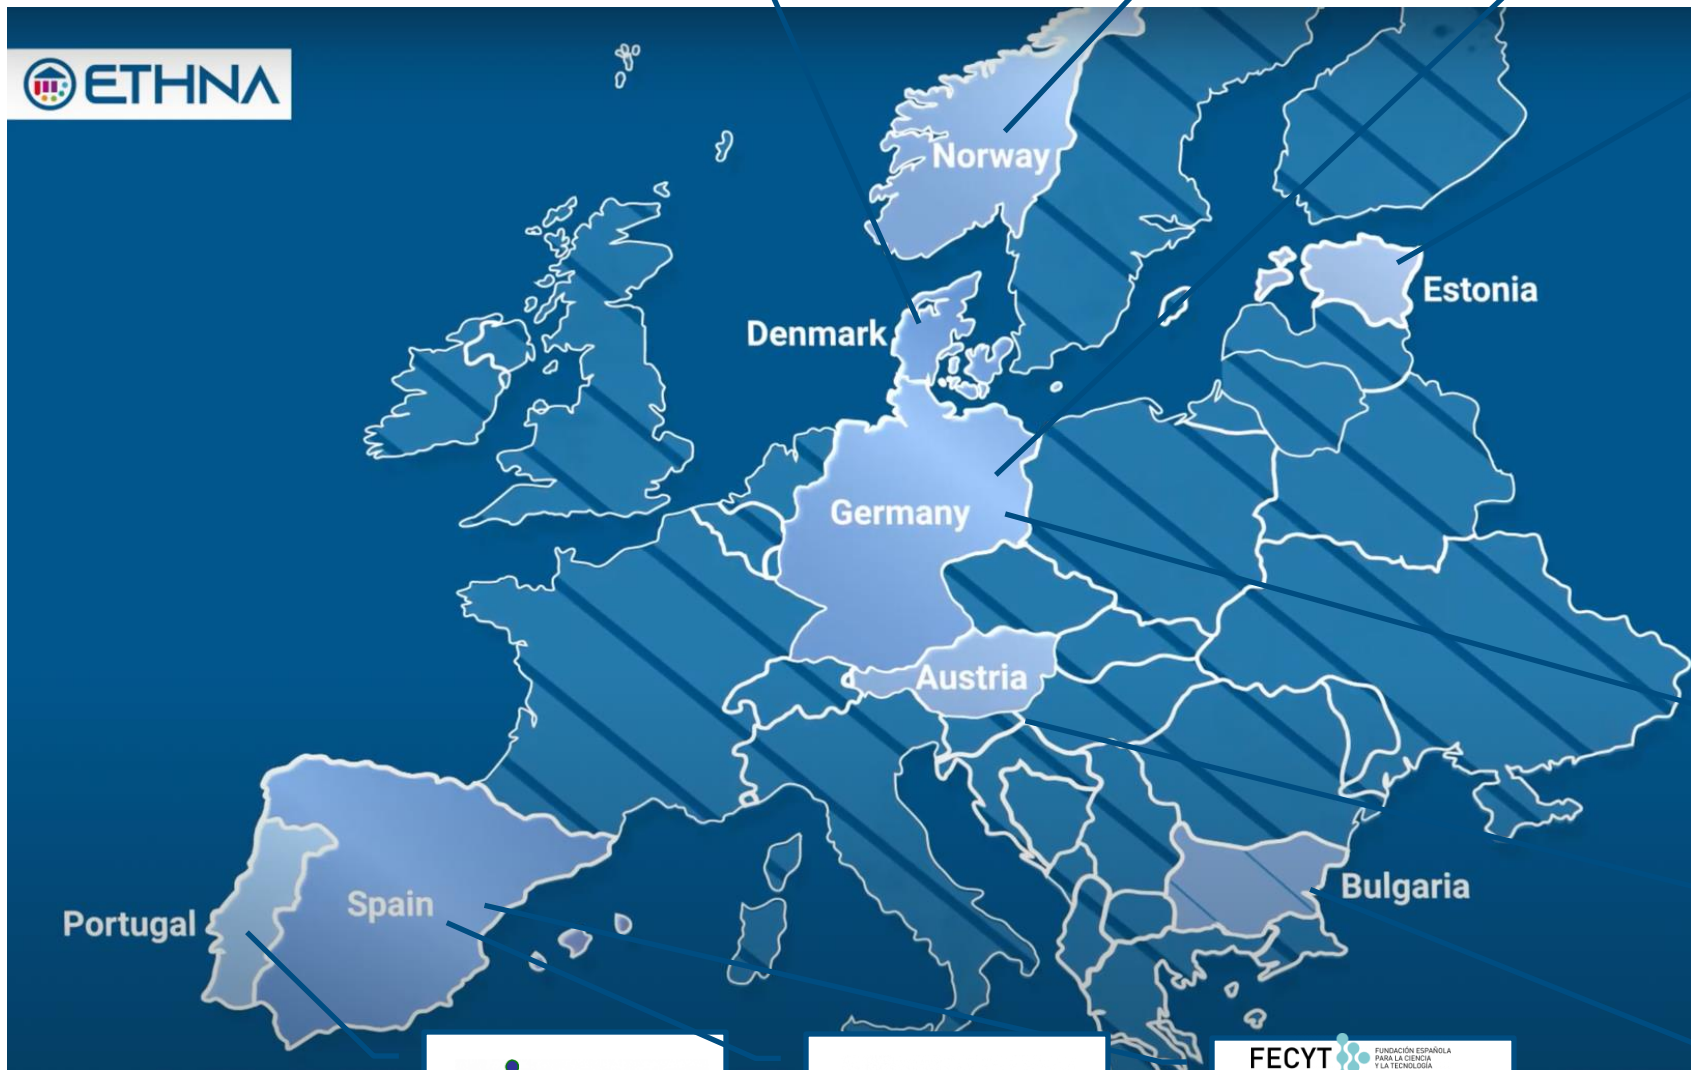 ETHNA
Norway
Estonia
Denmark
Germany
Austria
Bulgaria
Spain
Portugal
FECYT
FUNDACIÓN ESPAÑOLA
PARA LA CIENCIA
Y LA TECNOLOGÍA